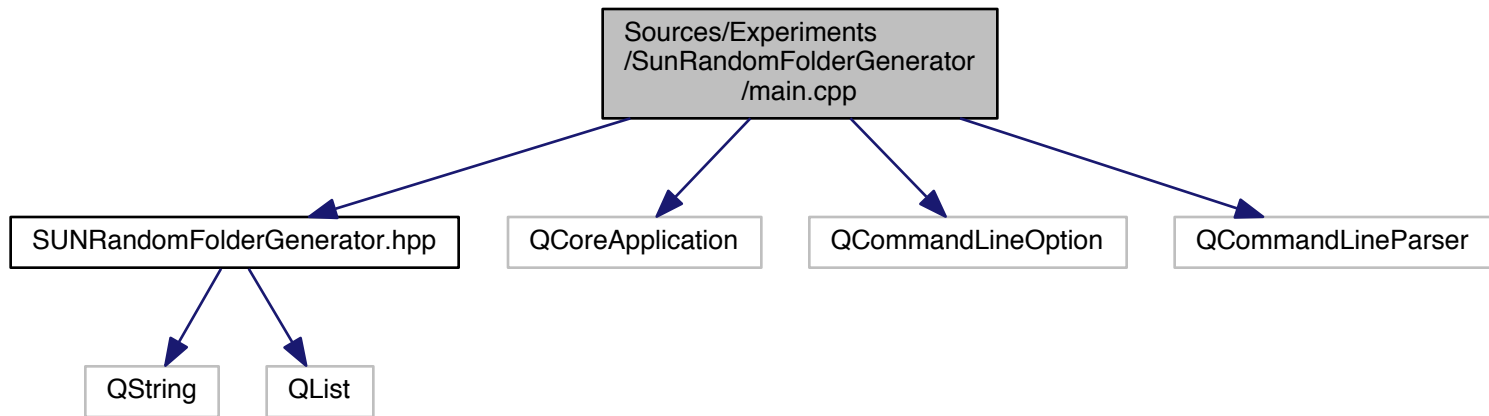 Sources/Experiments
/SunRandomFolderGenerator
/main.cpp
SUNRandomFolderGenerator.hpp
QCoreApplication
QCommandLineOption
QCommandLineParser
QString
QList